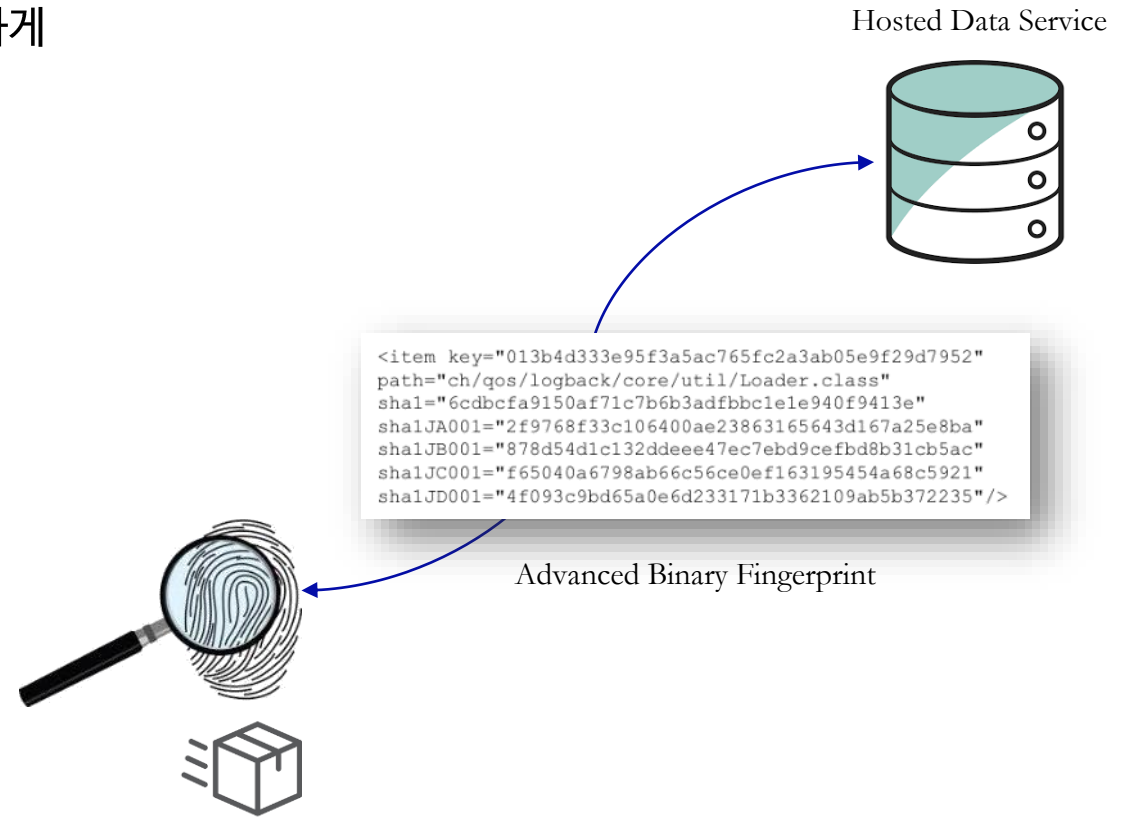 하게
Hosted Data Service
<item key="013b4d333e95f3a5ac765fc2a3ab05e9f29d7952"
path="ch/qos/logback/core/util/Loader.class"
sha1="6cdbcfa9150af71c7b6b3adfbbc1e1e940f9413e"
sha1JA001="2f9768f33c106400ae23863165643d167a25e8ba"
sha1JB001="878d54d1c132ddeee47ec7ebd9cefbd8b31cb5ac"
sha1JC001="f65040a6798ab66c56ce0ef163195454a68c5921"
sha1JD001="4f093c9bd65a0e6d233171b3362109ab5b372235"/>
Advanced Binary Fingerprint